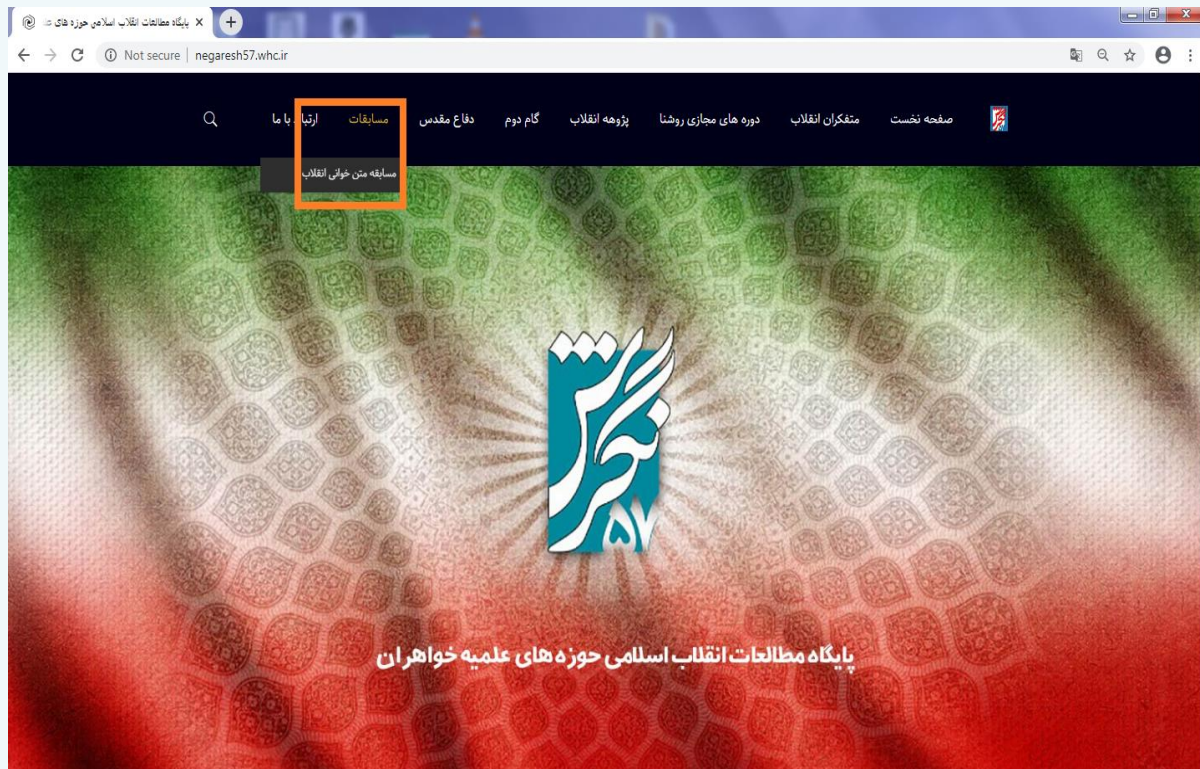 پایگاه مطالعات انقلاب اسلامی حوزه های
Not secure | negaresh57.whc.ir
صفحه نخست
متفکران انقلاب
دوره های مجازی روشنا
پژوهه انقلاب
گام دوم
دفاع مقدس
مسابقات
ارتباط با ما
مسابقه متن خوانی انقلاب
نگرش
۵۷
پایگاه مطالعات انقلاب اسلامی حوزه های علمیه خواهران